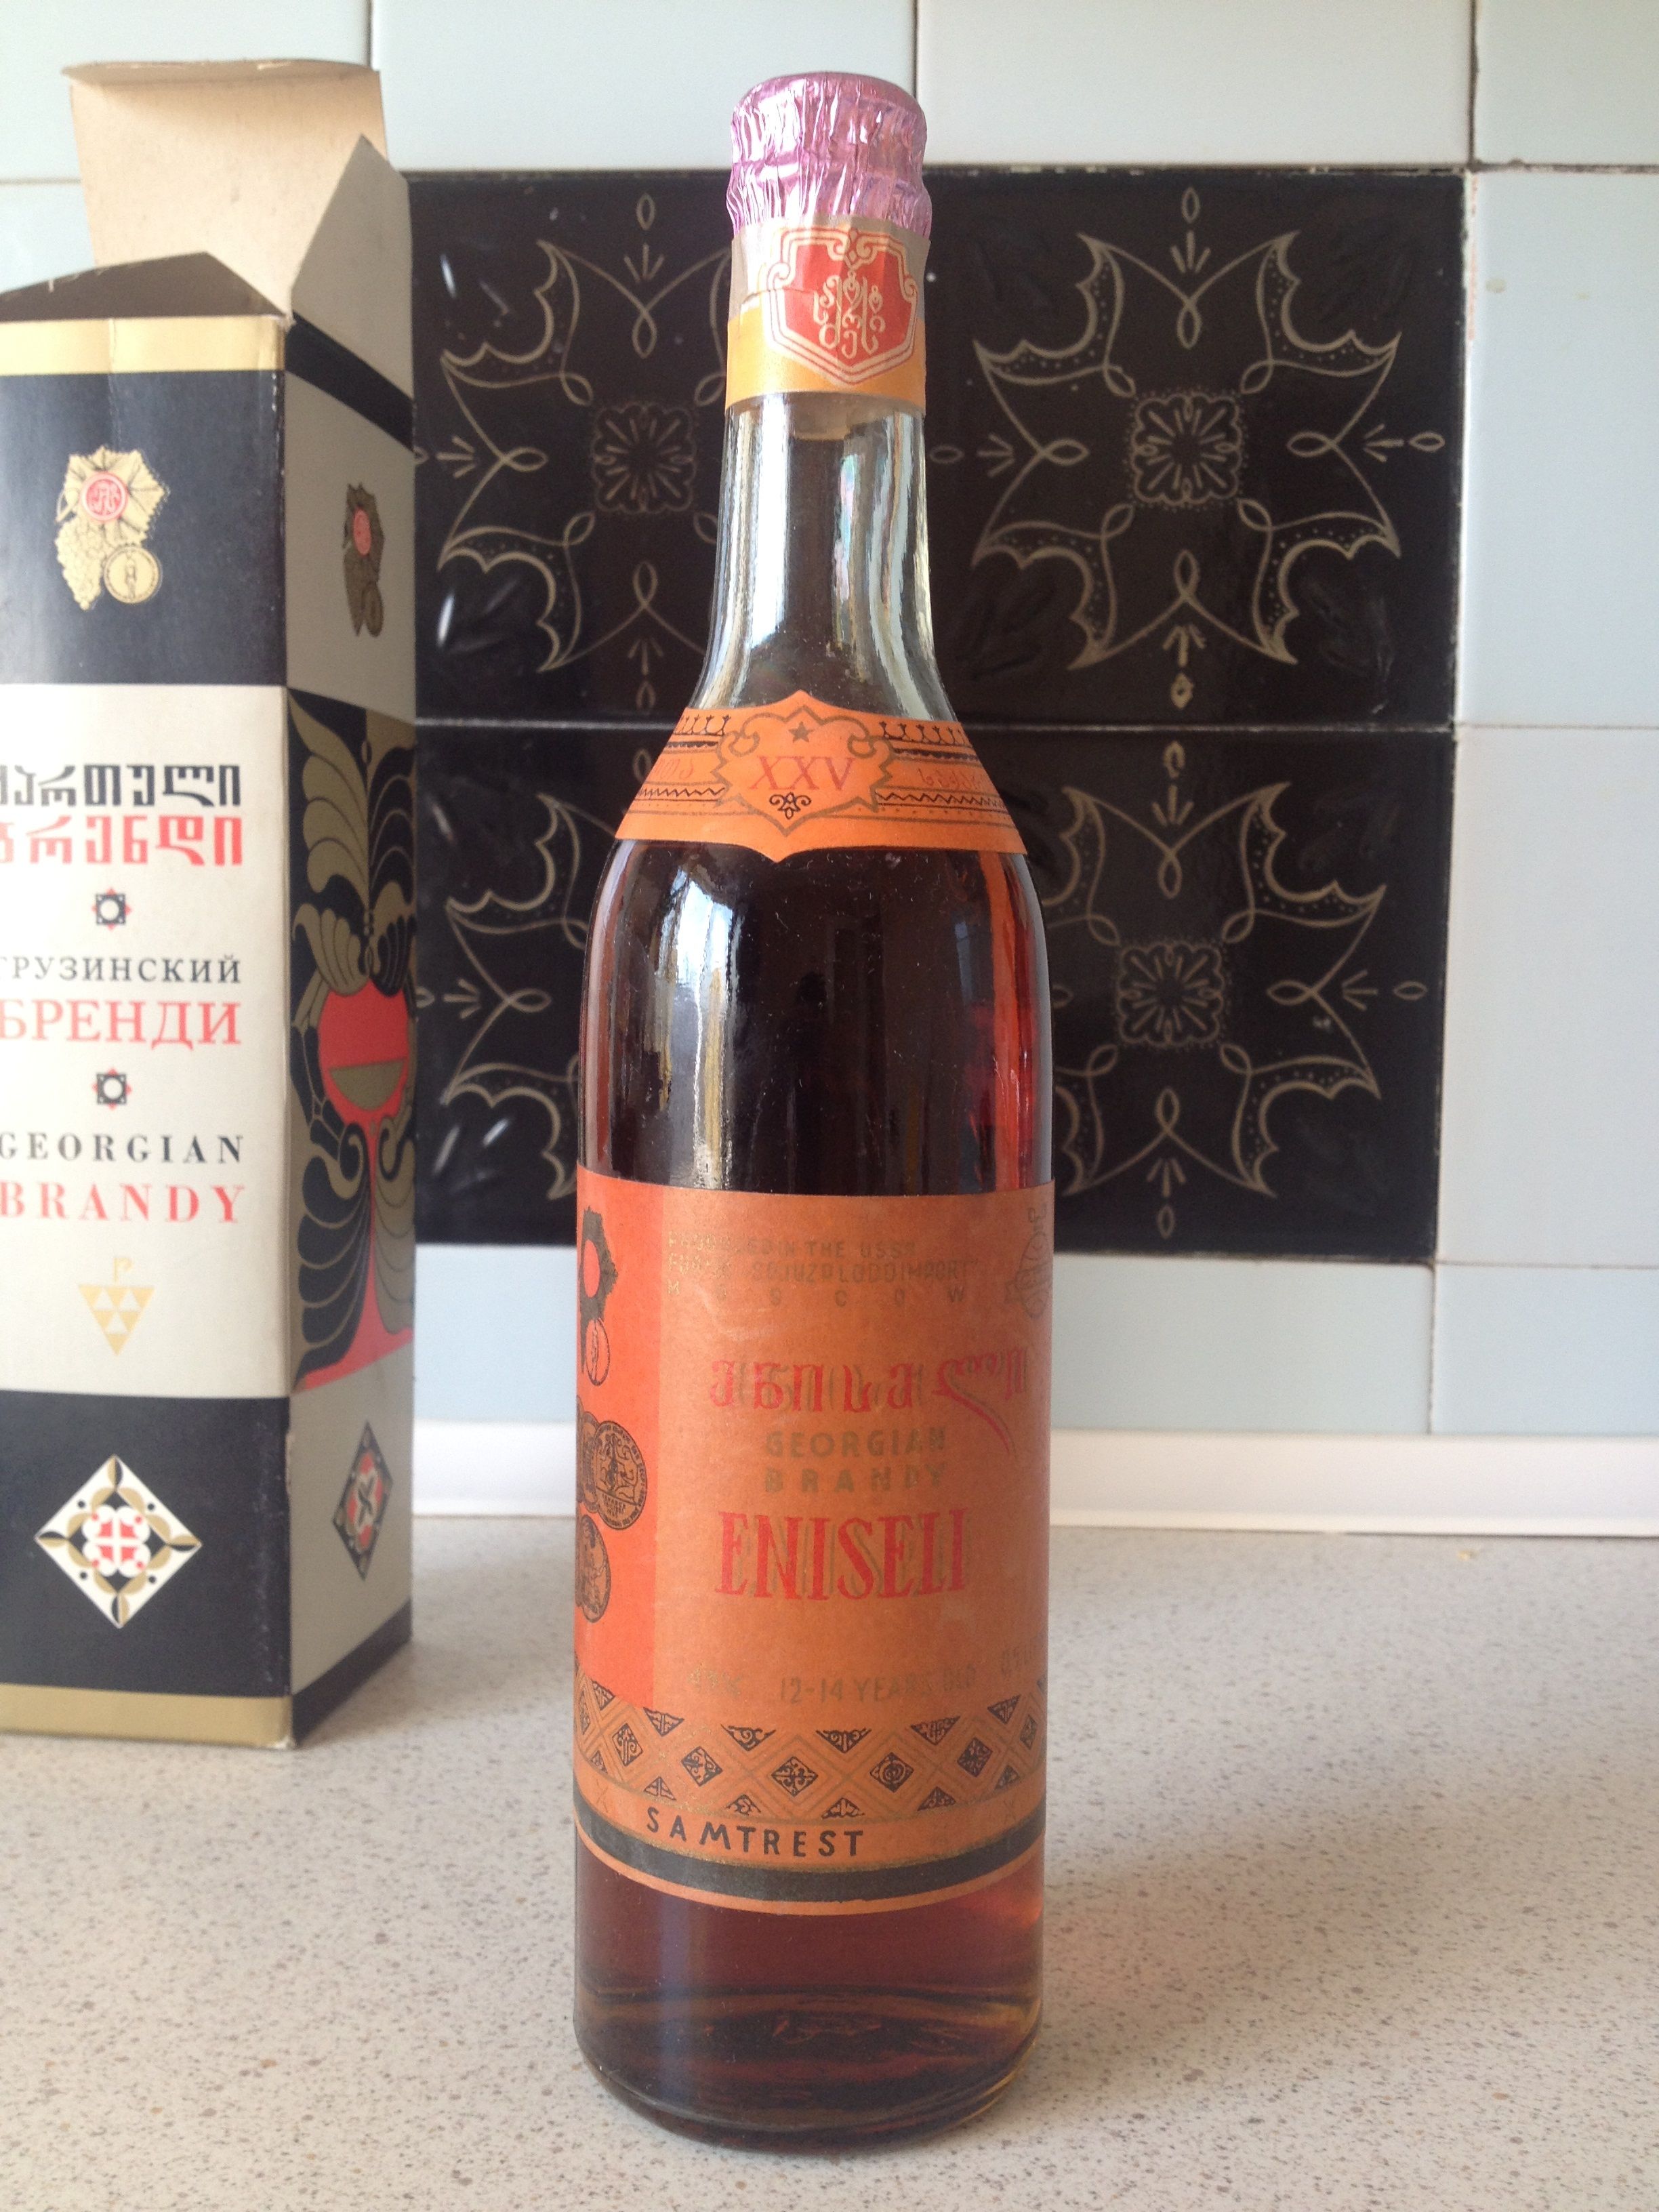 ქართული
ბრენდი
ГРУЗИНСКИЙ
БРЕНДИ
GEORGIAN
BRANDY
XXV
PRODUCED IN THE USSR
FOR V/O SOJUZPLODOIMPORT
MOSCOW
ენისელი
GEORGIAN
BRANDY
ENISELI
12-14 YEARS OLD
SAMTREST